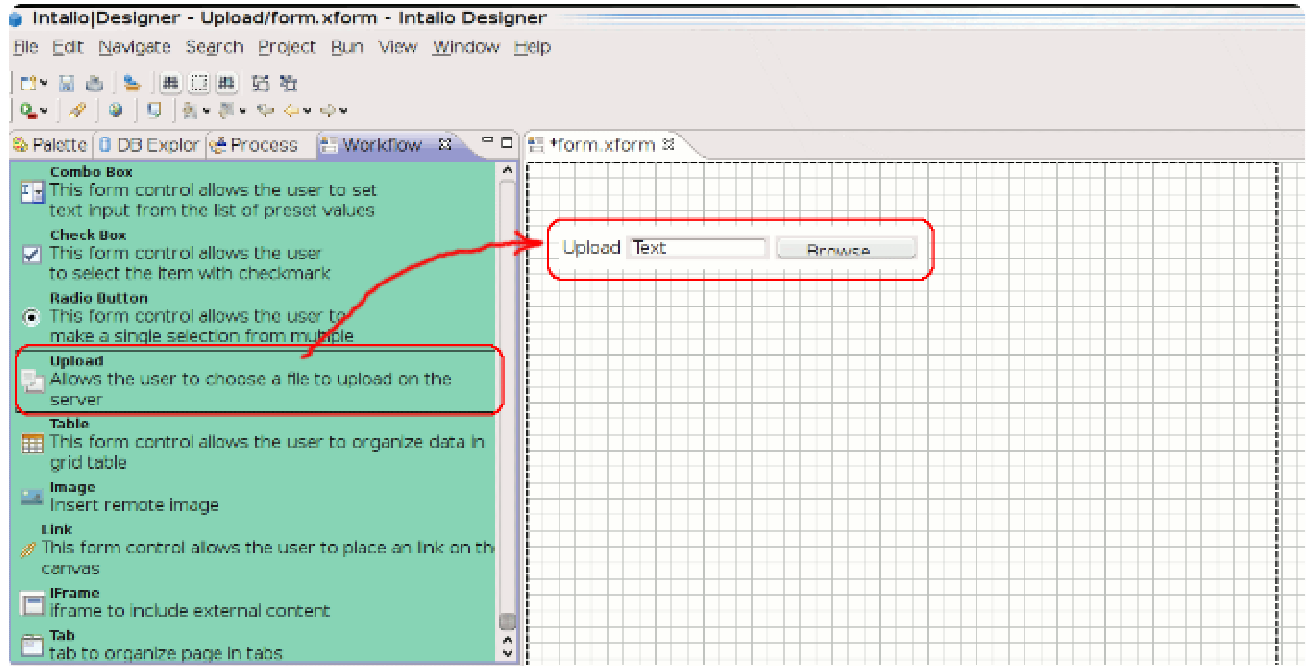 Intalio|Designer - Upload/form.xform - Intalio Designer
File Edit Navigate Search Project Run View Window Help
Palette DB Explor Process Workflow
*form.xform
Combo Box
This form control allows the user to set
text input from the list of preset values
Check Box
This form control allows the user
to select the item with checkmark
Radio Button
This form control allows the user to
make a single selection from multiple
Upload
Allows the user to choose a file to upload on the
server
Table
This form control allows the user to organize data in
grid table
Image
Insert remote image
Link
This form control allows the user to place an link on th
canvas
IFrame
iframe to include external content
Tab
tab to organize page in tabs
Upload Text Browse